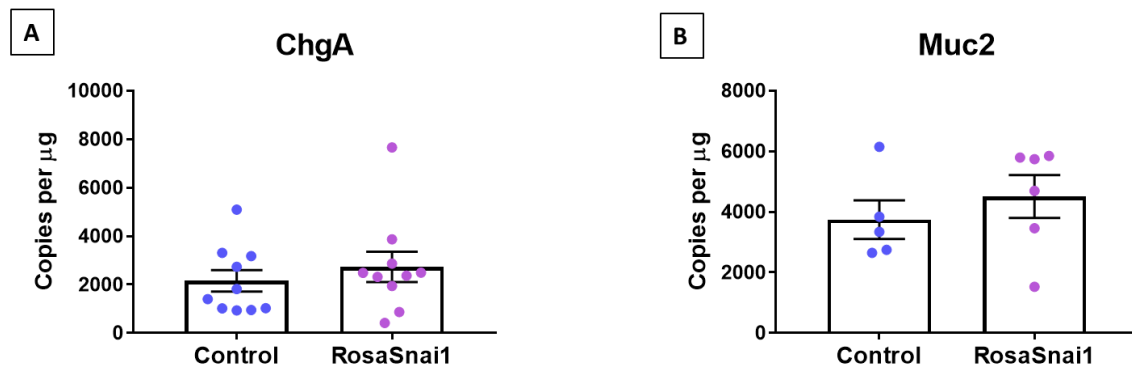 A
ChgA
Copies per μg
10000
8000
6000
4000
2000
0
Control RosaSnai1
B
Muc2
Copies per μg
8000
6000
4000
2000
0
Control RosaSnai1